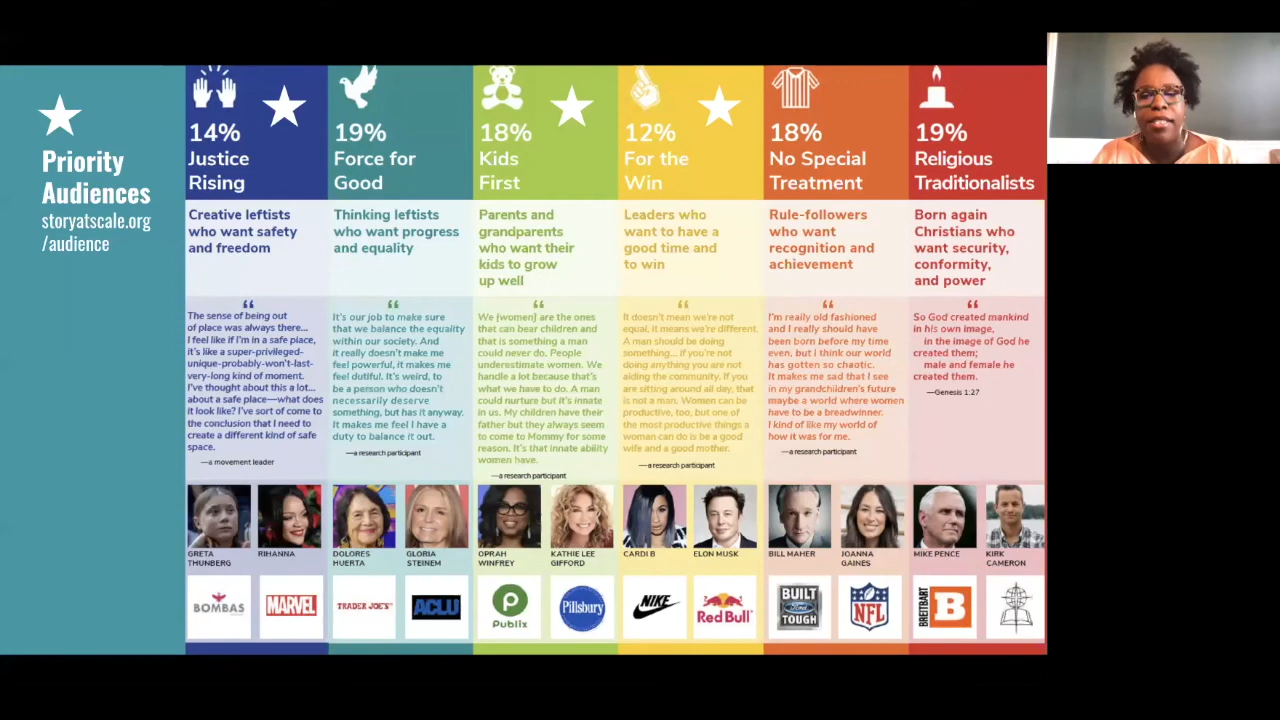 Priority
Audiences
storyatscale.org
/audience
14%
Justice
Rising
Creative leftists
who want safety
and freedom
“
The sense of being out
of place was always there...
I feel like if I'm in a safe place,
it's like a super-privileged-
unique-probably-won't-last-
very-long kind of moment.
I've thought about this a lot...
about a safe place—what does
it look like? I've sort of come to
the conclusion that I need to
create a different kind of safe
space.
—a movement leader
GRETA
THUNBERG
RIHANNA
BOMBAS
MARVEL
19%
Force for
Good
Thinking leftists
who want progress
and equality
“
It's our job to make sure
that we balance the equality
within our society. And
it really doesn't make me
feel powerful, it makes me
feel dutiful. It's weird, to
be a person who doesn't
necessarily deserve
something, but has it anyway.
It makes me feel I have a
duty to balance it out.
—a research participant
DOLORES
HUERTA
GLORIA
STEINEM
TRADER JOE'S
ACLU
18%
Kids
First
Parents and
grandparents
who want their
kids to grow
up well
“
We [women] are the ones
that can bear children and
that is something a man
could never do. People
underestimate women. We
handle a lot because that's
what we have to do. A man
could nurture but it's innate
in us. My children have their
father but they always seem
to come to Mommy for some
reason. It's that innate ability
women have.
—a research participant
OPRAH
WINFREY
KATHIE LEE
GIFFORD
Publix
Pillsbury
12%
For the
Win
Leaders who
want to have a
good time and
to win
“
It doesn't mean we're not
equal, it means we're different.
A man should be doing
something... if you're not
doing anything you are not
aiding the community. If you
are sitting around all day, that
is not a man. Women can be
productive, too, but one of
the most productive things a
woman can do is be a good
wife and a good mother.
—a research participant
CARDI B
ELON MUSK
NIKE
Red Bull
18%
No Special
Treatment
Rule-followers
who want
recognition and
achievement
“
I'm really old fashioned
and I really should have
been born before my time
even, but I think our world
has gotten so chaotic.
It makes me sad that I see
in my grandchildren's future
maybe a world where women
have to be a breadwinner.
I kind of like my world of
how it was for me.
—a research participant
BILL MAHER
JOANNA
GAINES
BUILT
Ford
TOUGH
NFL
19%
Religious
Traditionalists
Born again
Christians who
want security,
conformity,
and power
“
So God created mankind
in his own image,
in the image of God he
created them;
male and female he
created them.
—Genesis 1:27
MIKE PENCE
KIRK
CAMERON
BREITBART
B